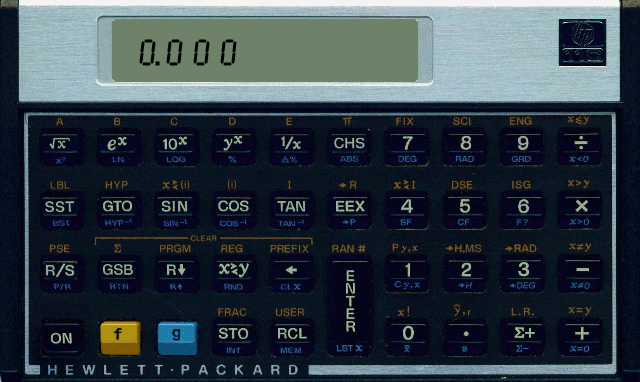 0.000
hp
11C
A B C D E π FIX SCI ENG x≤y
√x eˣ 10ˣ yˣ 1/x CHS 7 8 9 ÷
x² LN LOG % Δ% ABS DEG RAD GRD x<0
LBL HYP x≷(i) (i) I →R x≷I DSE ISG x>y
SST GTO SIN COS TAN EEX 4 5 6 ×
BST HYP⁻¹ SIN⁻¹ COS⁻¹ TAN⁻¹ →P SF CF F? x>0
CLEAR
PSE Σ PRGM REG PREFIX RAN # Py,x →H.MS →RAD x≠y
R/S GSB R↓ x≷y ← ENTER 1 2 3 −
P/R RTN R↑ RND CLx Cy,x →H →DEG x≠0
FRAC USER x! ŷ,r L.R. x=y
ON f g STO RCL 0 · Σ+ +
INT MEM LST x x̄ s Σ− x=0
HEWLETT·PACKARD